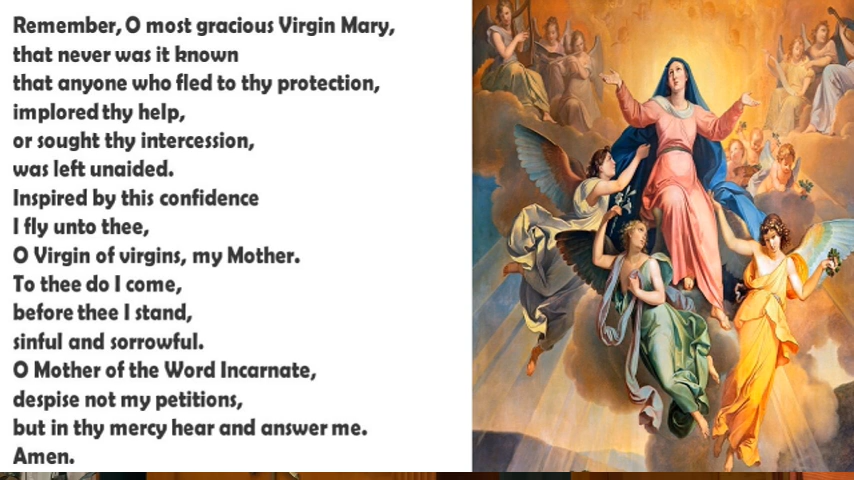 Remember, O most gracious Virgin Mary,
that never was it known
that anyone who fled to thy protection,
implored thy help,
or sought thy intercession,
was left unaided.
Inspired by this confidence
I fly unto thee,
O Virgin of virgins, my Mother.
To thee do I come,
before thee I stand,
sinful and sorrowful.
O Mother of the Word Incarnate,
despise not my petitions,
but in thy mercy hear and answer me.
Amen.